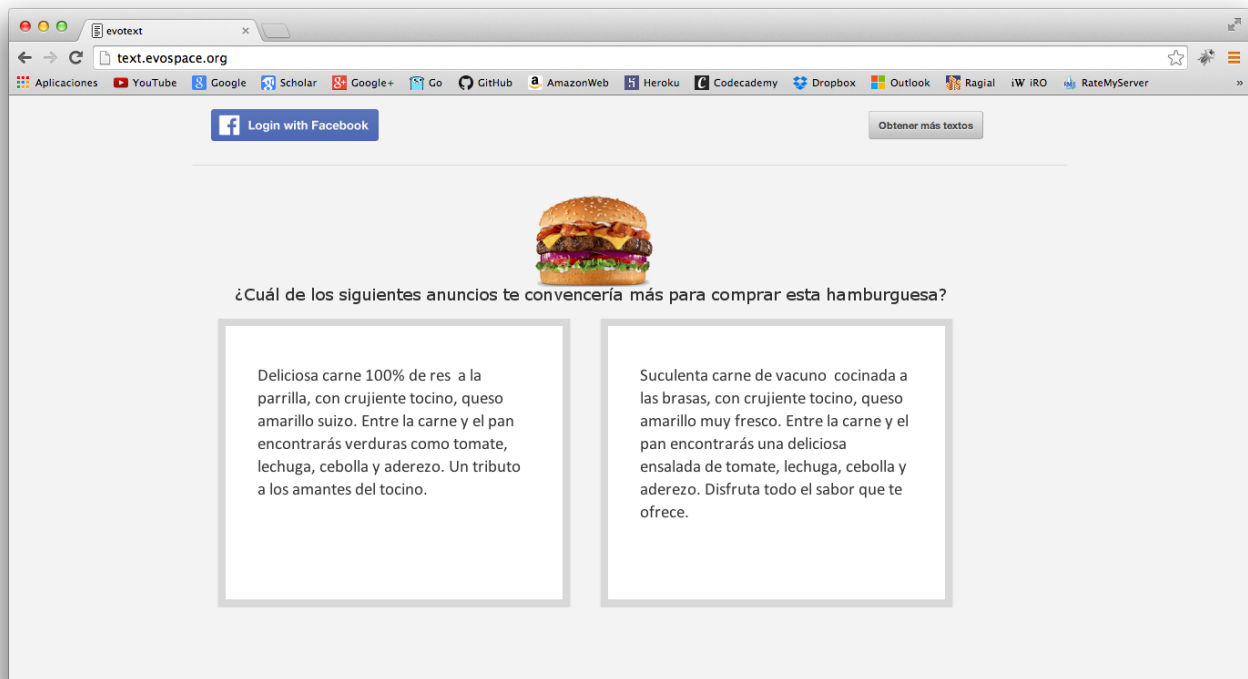 evotext
text.evospace.org
Aplicaciones YouTube Google Scholar Google+ Go GitHub AmazonWeb Heroku Codecademy Dropbox Outlook Ragial iW iRO RateMyServer »
Login with Facebook
Obtener más textos
¿Cuál de los siguientes anuncios te convencería más para comprar esta hamburguesa?
Deliciosa carne 100% de res a la
parrilla, con crujiente tocino, queso
amarillo suizo. Entre la carne y el pan
encontrarás verduras como tomate,
lechuga, cebolla y aderezo. Un tributo
a los amantes del tocino.
Suculenta carne de vacuno cocinada a
las brasas, con crujiente tocino, queso
amarillo muy fresco. Entre la carne y el
pan encontrarás una deliciosa
ensalada de tomate, lechuga, cebolla y
aderezo. Disfruta todo el sabor que te
ofrece.